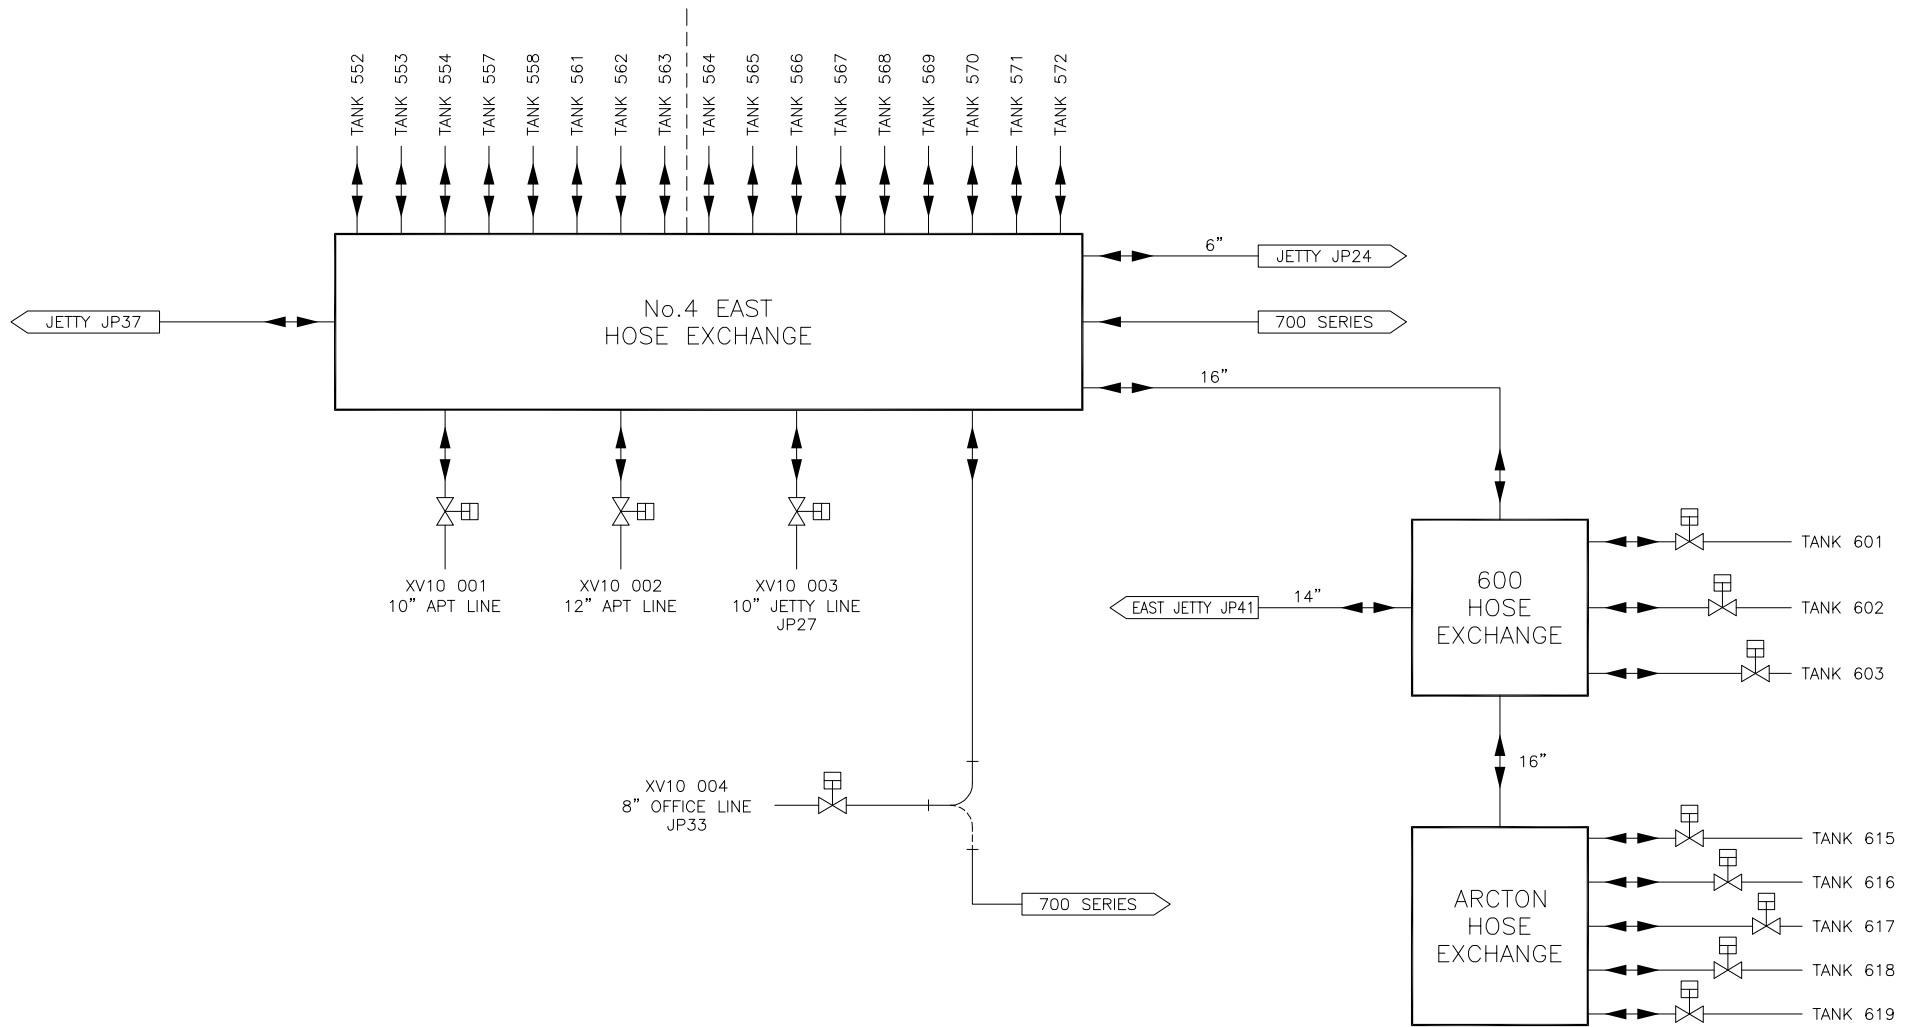 TANK 552
TANK 553
TANK 554
TANK 557
TANK 558
TANK 561
TANK 562
TANK 563
TANK 564
TANK 565
TANK 566
TANK 567
TANK 568
TANK 569
TANK 570
TANK 571
TANK 572
6”
JETTY JP24
No.4 EAST
HOSE EXCHANGE
JETTY JP37
700 SERIES
16”
XV10 001
10” APT LINE
XV10 002
12” APT LINE
XV10 003
10” JETTY LINE
JP27
EAST JETTY JP41
14”
600
HOSE
EXCHANGE
TANK 601
TANK 602
TANK 603
16”
XV10 004
8” OFFICE LINE
JP33
700 SERIES
ARCTON
HOSE
EXCHANGE
TANK 615
TANK 616
TANK 617
TANK 618
TANK 619